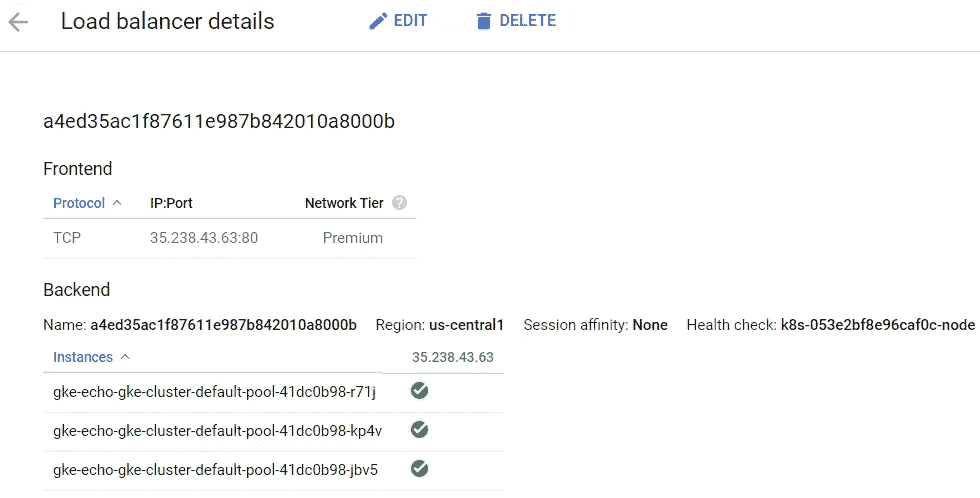 Load balancer details EDIT DELETE
a4ed35ac1f87611e987b842010a8000b
Frontend
Protocol IP:Port Network Tier ?
TCP 35.238.43.63:80 Premium
Backend
Name: a4ed35ac1f87611e987b842010a8000b Region: us-central1 Session affinity: None Health check: k8s-053e2bf8e96caf0c-node
Instances 35.238.43.63
gke-echo-gke-cluster-default-pool-41dc0b98-r71j
gke-echo-gke-cluster-default-pool-41dc0b98-kp4v
gke-echo-gke-cluster-default-pool-41dc0b98-jbv5